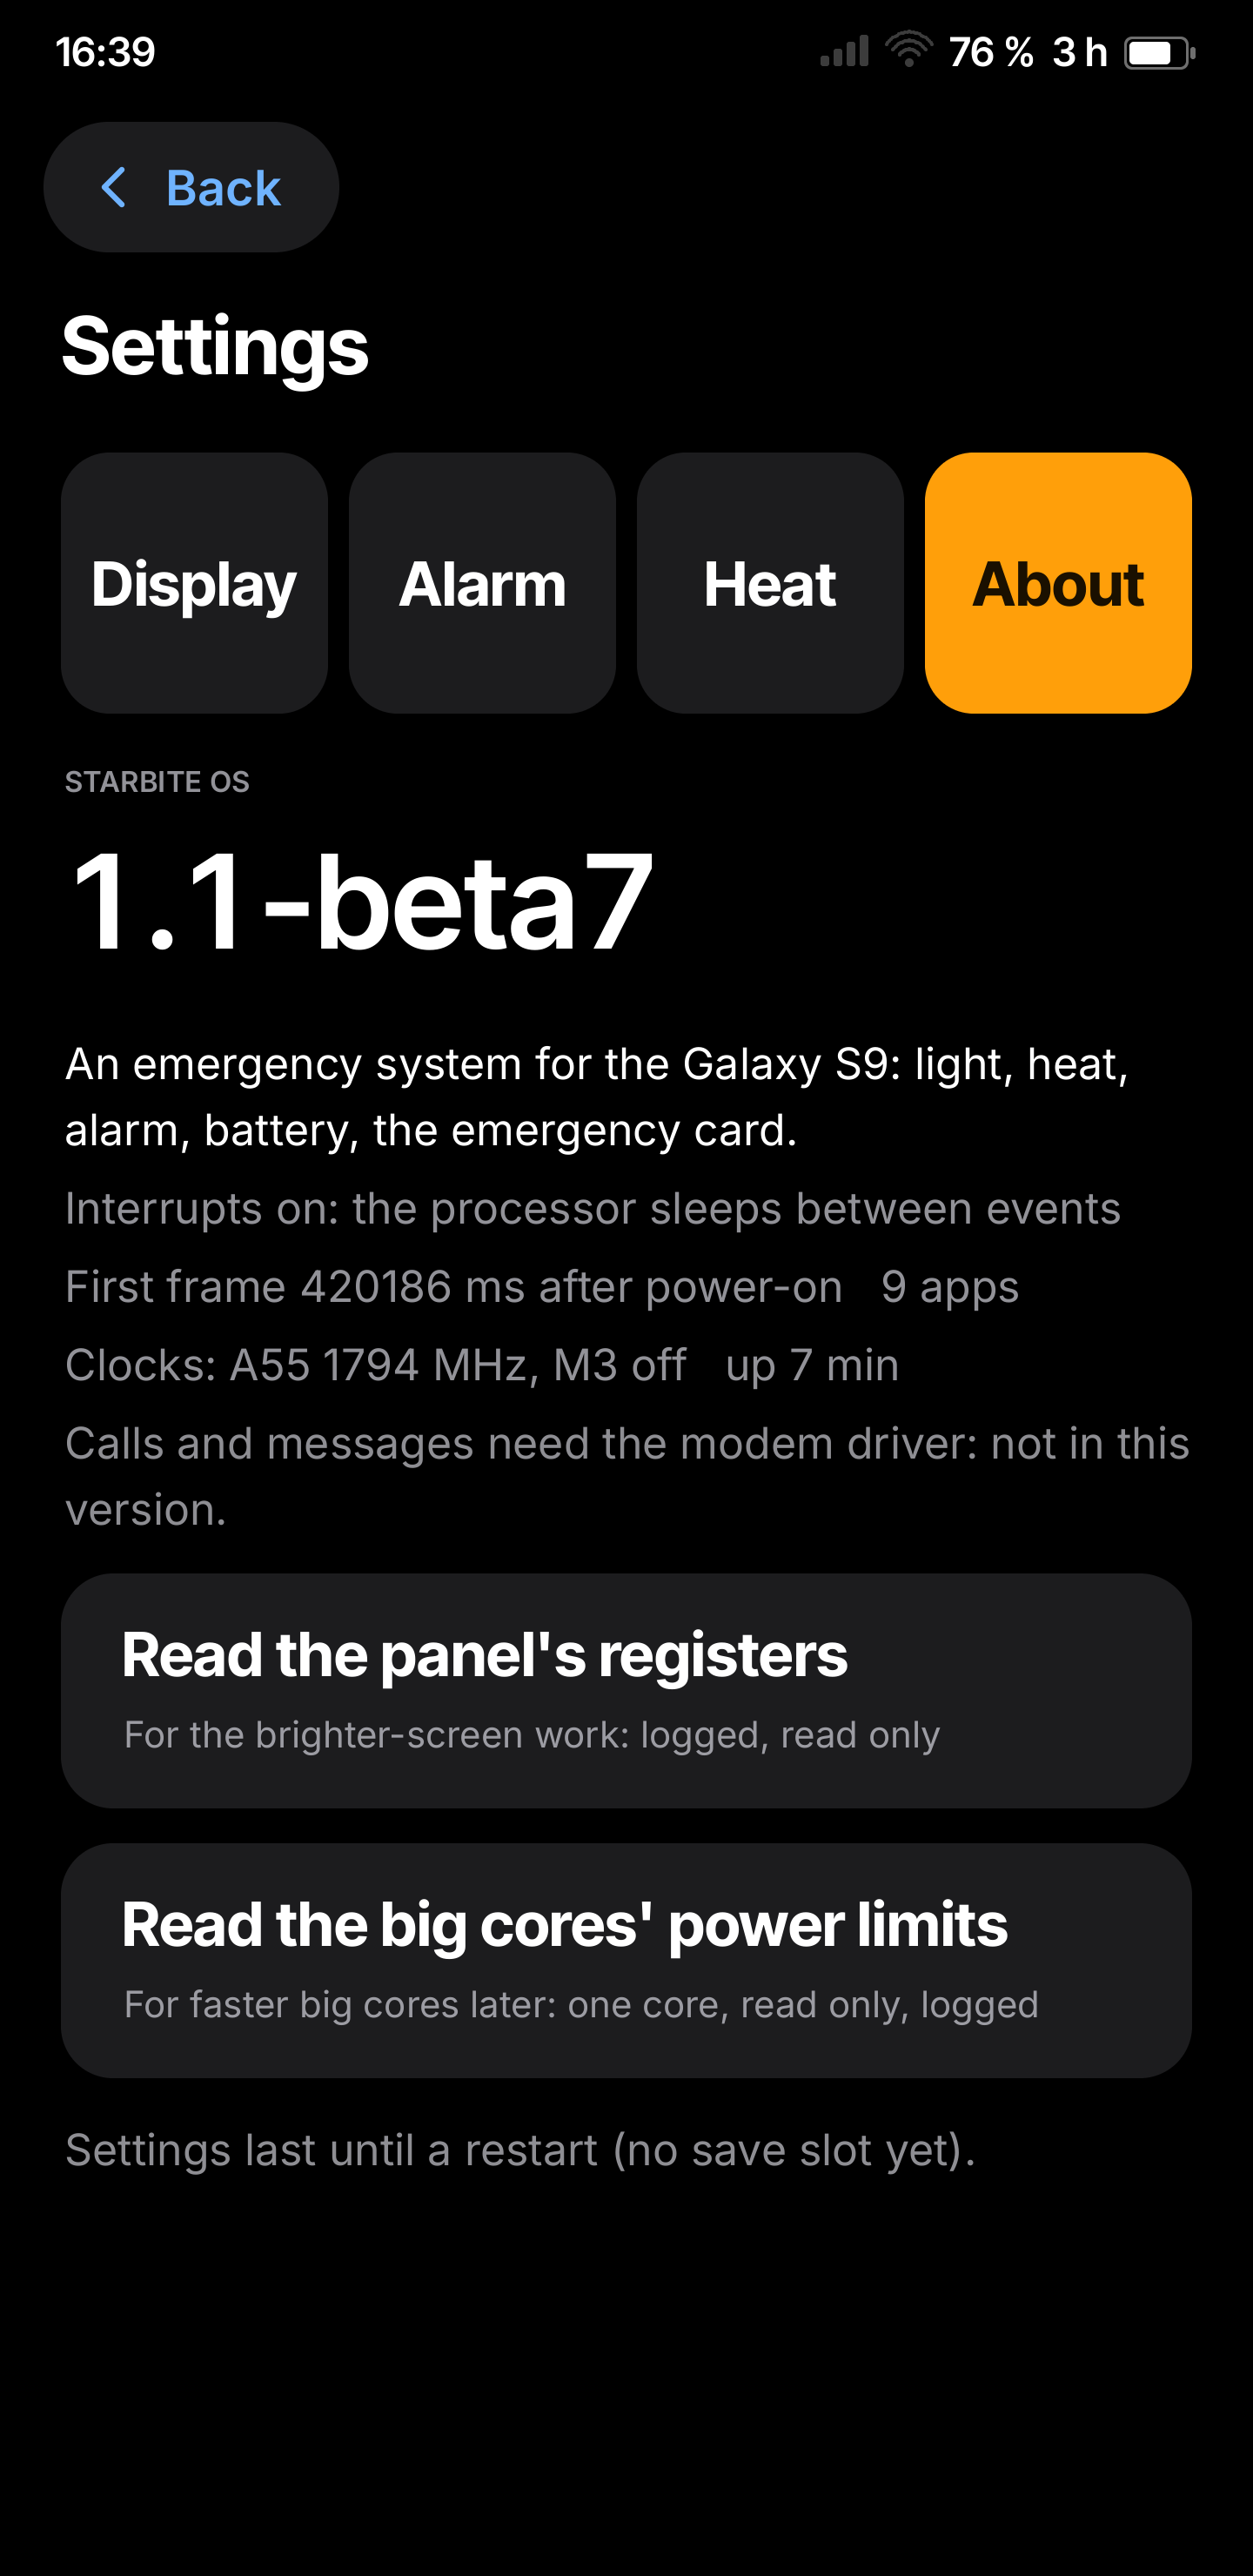 16:39
76 % 3 h
Back
Settings
Display
Alarm
Heat
About
STARBITE OS
1.1-beta7
An emergency system for the Galaxy S9: light, heat,
alarm, battery, the emergency card.
Interrupts on: the processor sleeps between events
First frame 420186 ms after power-on 9 apps
Clocks: A55 1794 MHz, M3 off up 7 min
Calls and messages need the modem driver: not in this
version.
Read the panel's registers
For the brighter-screen work: logged, read only
Read the big cores' power limits
For faster big cores later: one core, read only, logged
Settings last until a restart (no save slot yet).